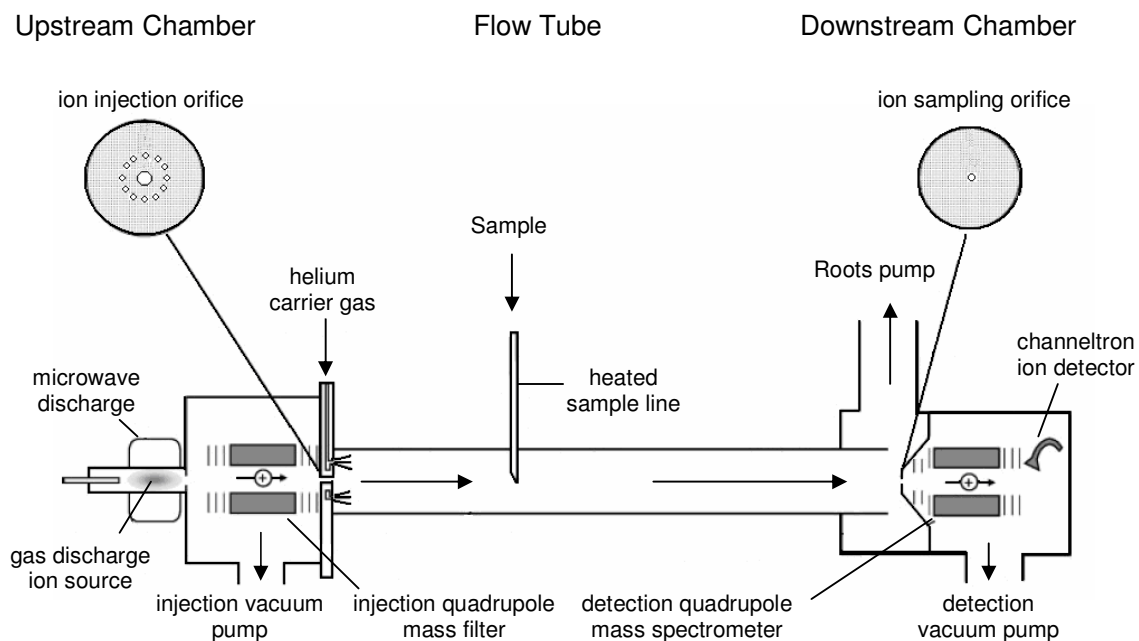 Upstream Chamber
Flow Tube
Downstream Chamber
ion injection orifice
ion sampling orifice
Sample
Roots pump
helium
carrier gas
channeltron
ion detector
microwave
discharge
heated
sample line
gas discharge
ion source
injection vacuum
pump
injection quadrupole
mass filter
detection quadrupole
mass spectrometer
detection
vacuum pump